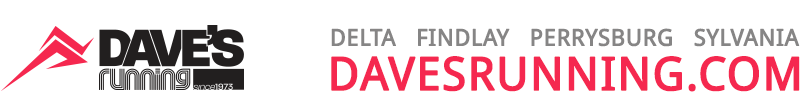 DAVE'S
running
since1973
DELTA FINDLAY PERRYSBURG SYLVANIA
DAVESRUNNING.COM